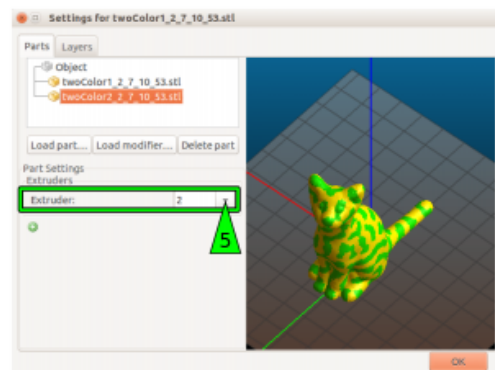 Settings for twoColor1_2_7_10_53.stl
Parts Layers
Object
twoColor1_2_7_10_53.stl
twoColor2_2_7_10_53.stl
Load part... Load modifier... Delete part
Part Settings
Extruders
Extruder: 2
5
OK